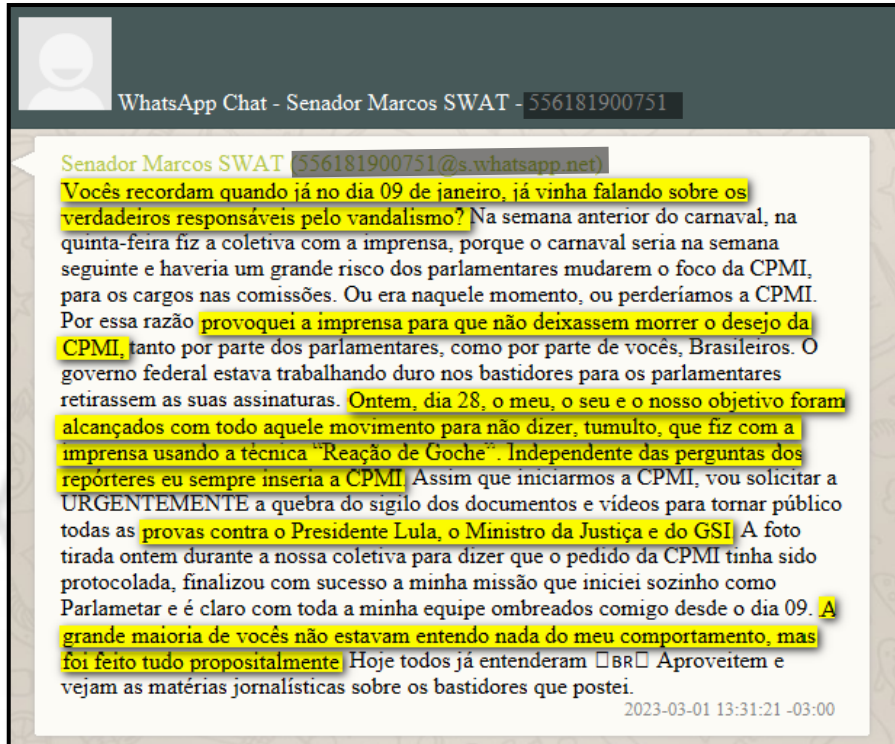 WhatsApp Chat - Senador Marcos SWAT - 556181900751
Senador Marcos SWAT (556181900751@s.whatsapp.net)
Vocês recordam quando já no dia 09 de janeiro, já vinha falando sobre os
verdadeiros responsáveis pelo vandalismo? Na semana anterior do carnaval, na
quinta-feira fiz a coletiva com a imprensa, porque o carnaval seria na semana
seguinte e haveria um grande risco dos parlamentares mudarem o foco da CPMI,
para os cargos nas comissões. Ou era naquele momento, ou perderíamos a CPMI.
Por essa razão provoquei a imprensa para que não deixassem morrer o desejo da
CPMI, tanto por parte dos parlamentares, como por parte de vocês, Brasileiros. O
governo federal estava trabalhando duro nos bastidores para os parlamentares
retirassem as suas assinaturas. Ontem, dia 28, o meu, o seu e o nosso objetivo foram
alcançados com todo aquele movimento para não dizer, tumulto, que fiz com a
imprensa usando a técnica “Reação de Goche”. Independente das perguntas dos
repórteres eu sempre inseria a CPMI. Assim que iniciarmos a CPMI, vou solicitar a
URGENTEMENTE a quebra do sigilo dos documentos e vídeos para tornar público
todas as provas contra o Presidente Lula, o Ministro da Justiça e do GSI. A foto
tirada ontem durante a nossa coletiva para dizer que o pedido da CPMI tinha sido
protocolada, finalizou com sucesso a minha missão que iniciei sozinho como
Parlametar e é claro com toda a minha equipe ombreados comigo desde o dia 09. A
grande maioria de vocês não estavam entendo nada do meu comportamento, mas
foi feito tudo propositalmente. Hoje todos já entenderam □BR□ Aproveitem e
vejam as matérias jornalísticas sobre os bastidores que postei.
2023-03-01 13:31:21 -03:00